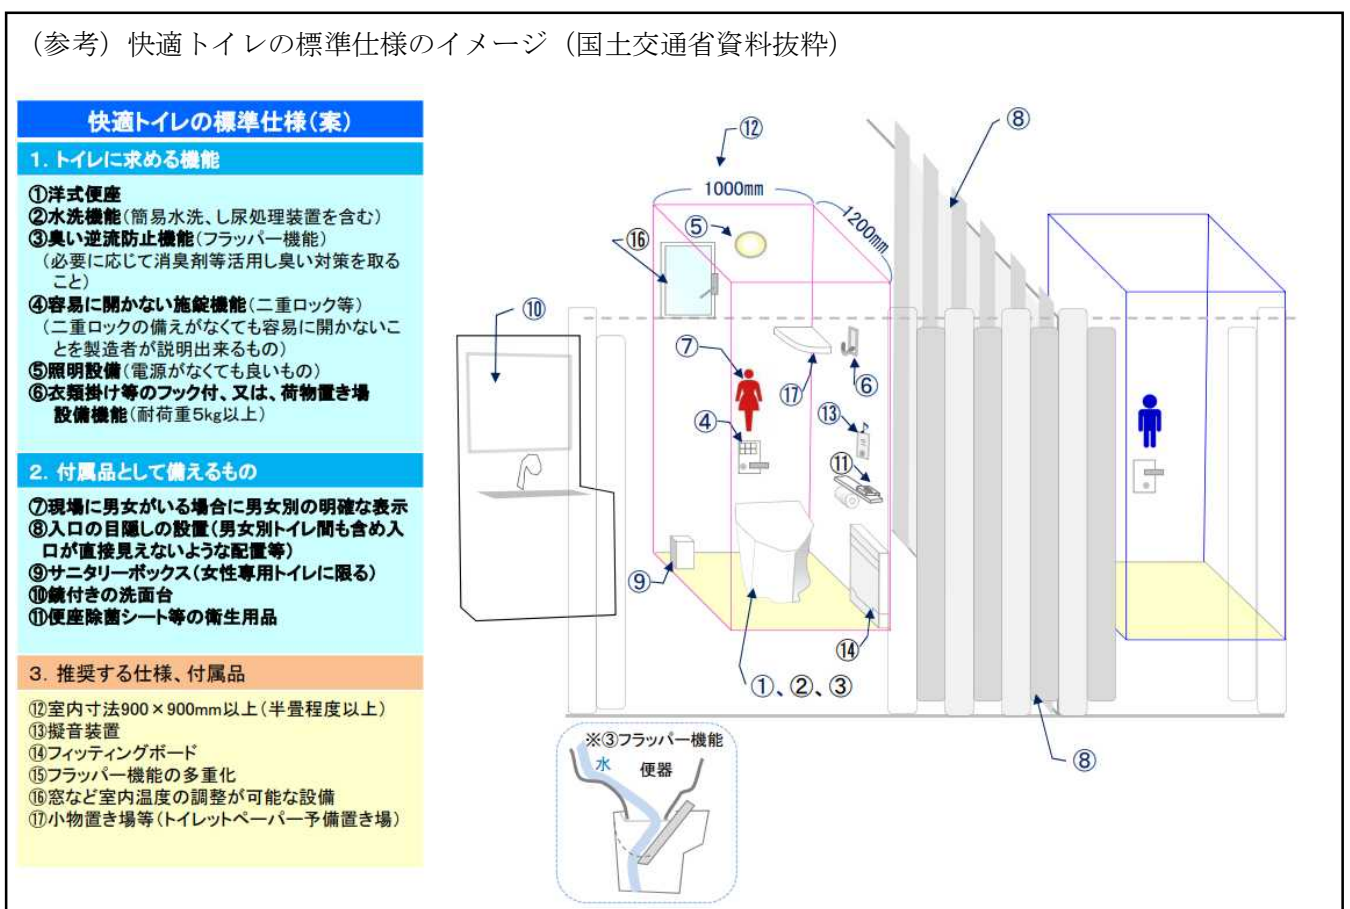 （参考）快適トイレの標準仕様のイメージ（国土交通省資料抜粋）
快適トイレの標準仕様（案）
１．トイレに求める機能
①洋式便座
②水洗機能（簡易水洗、し尿処理装置を含む）
③臭い逆流防止機能（フラッパー機能）
（必要に応じて消臭剤等活用し臭い対策を取る
こと）
④容易に開かない施錠機能（二重ロック等）
（二重ロックの備えがなくても容易に開かないこ
とを製造者が説明出来るもの）
⑤照明設備（電源がなくても良いもの）
⑥衣類掛け等のフック付、又は、荷物置き場
設備機能（耐荷重５kg以上）
２．付属品として備えるもの
⑦現場に男女がいる場合に男女別の明確な表示
⑧入口の目隠しの設置（男女別トイレ間も含め入
口が直接見えないような配置等）
⑨サニタリーボックス（女性専用トイレに限る）
⑩鏡付きの洗面台
⑪便座除菌シート等の衛生用品
３．推奨する仕様、付属品
⑫室内寸法900×900mm以上（半畳程度以上）
⑬擬音装置
⑭フィッティングボード
⑮フラッパー機能の多重化
⑯窓など室内温度の調整が可能な設備
⑰小物置き場等（トイレットペーパー予備置き場）
⑫
⑧
1000mm
1200mm
⑤
⑯
⑩
⑦
⑰
⑥
④
⑬
⑪
⑨
⑭
①、②、③
⑧
※③フラッパー機能
水
便器